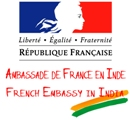 Liberté • Égalité • Fraternité
RÉPUBLIQUE FRANÇAISE
AMBASSADE DE FRANCE EN INDE
FRENCH EMBASSY IN INDIA